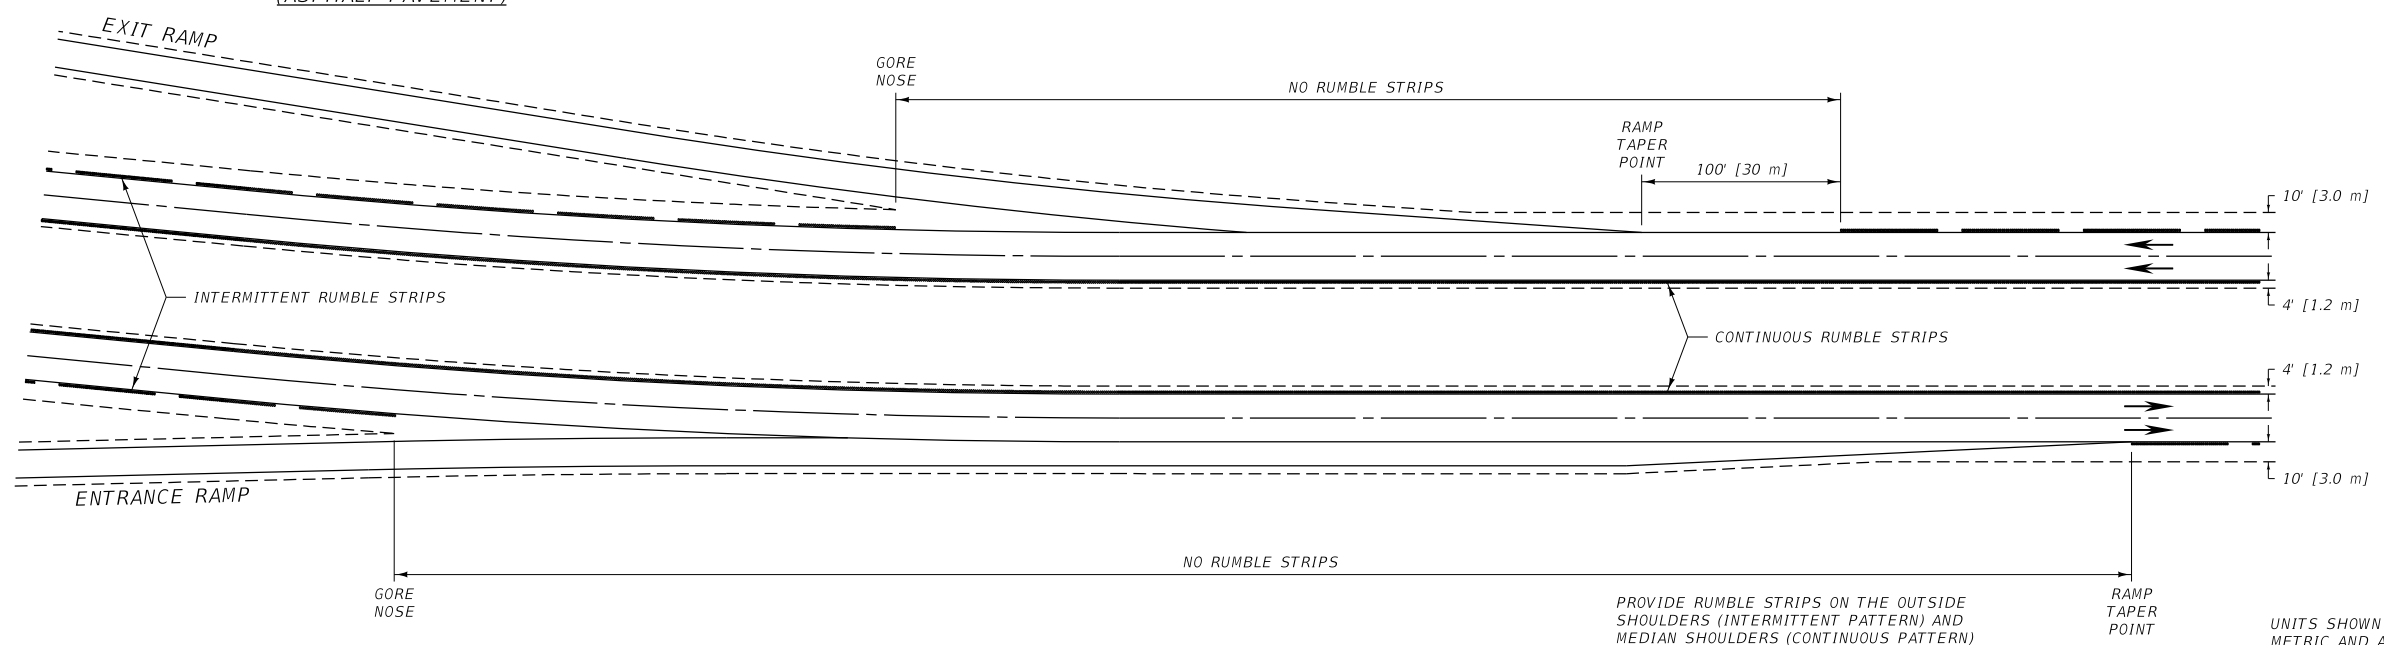 EXIT RAMP
GORE
NOSE
NO RUMBLE STRIPS
RAMP
TAPER
POINT
100' [30 m]
10' [3.0 m]
INTERMITTENT RUMBLE STRIPS
4' [1.2 m]
CONTINUOUS RUMBLE STRIPS
4' [1.2 m]
10' [3.0 m]
ENTRANCE RAMP
NO RUMBLE STRIPS
GORE
NOSE
RAMP
TAPER
POINT
PROVIDE RUMBLE STRIPS ON THE OUTSIDE
SHOULDERS (INTERMITTENT PATTERN) AND
MEDIAN SHOULDERS (CONTINUOUS PATTERN)
UNITS SHOWN
METRIC AND A